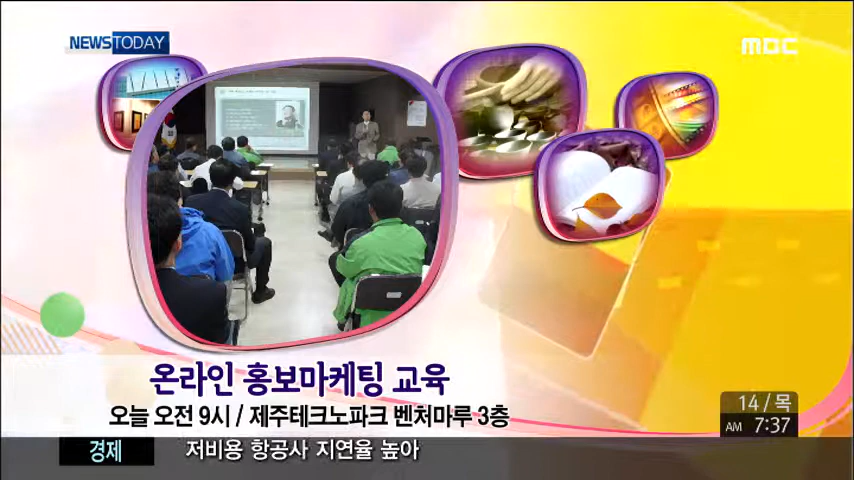 NEWSTODAY
MBC
온라인 홍보마케팅 교육
오늘 오전 9시 / 제주테크노파크 벤처마루 3층
14 / 목
AM 7:37
경제 저비용 항공사 지연율 높아